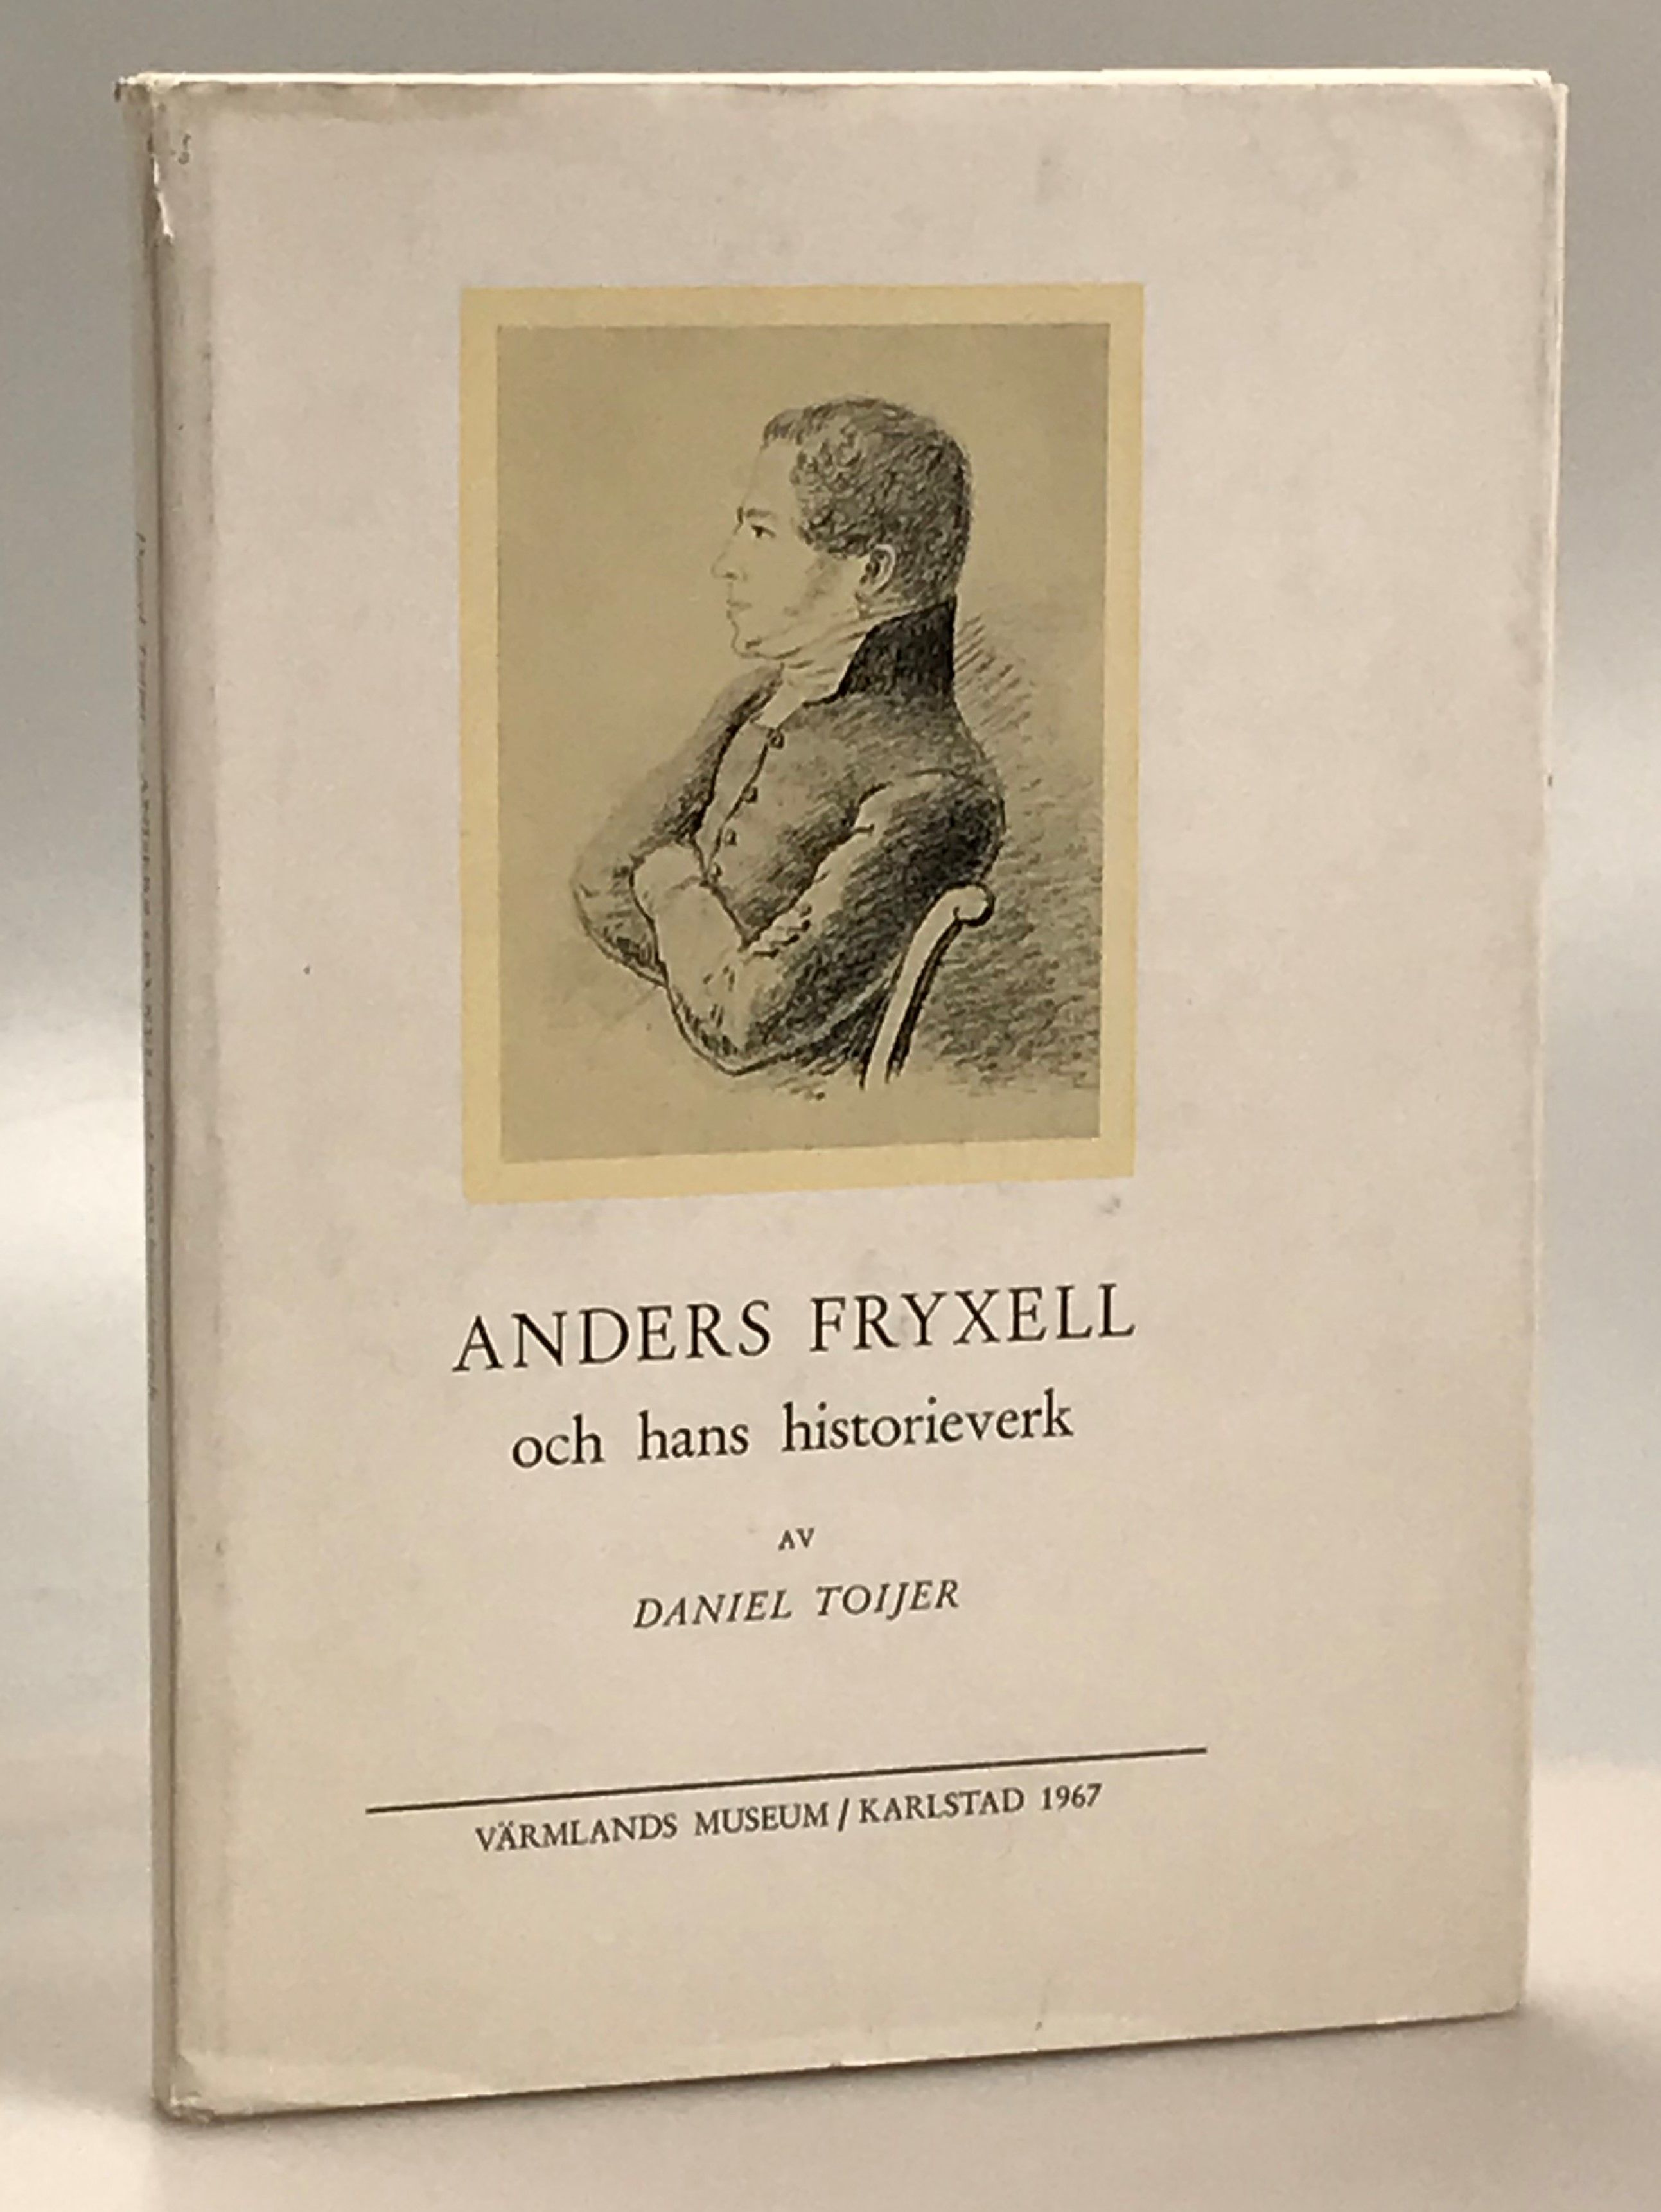 ANDERS FRYXELL
och hans historieverk
AV
DANIEL TOIJER
VÄRMLANDS MUSEUM / KARLSTAD 1967